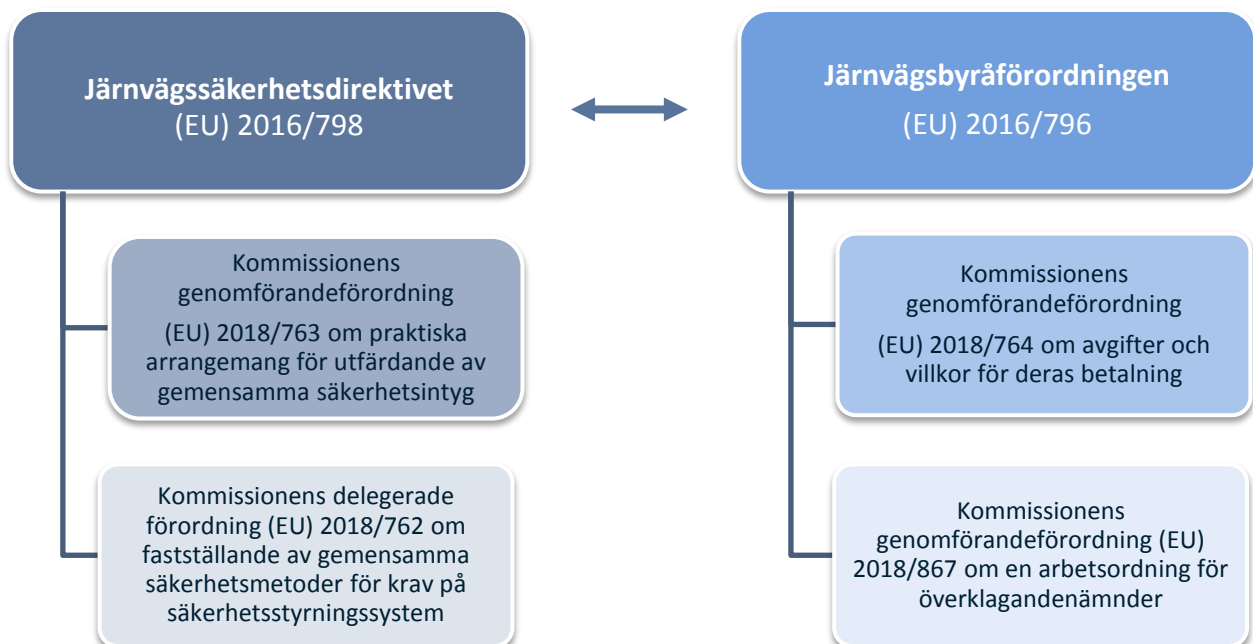 Järnvägssäkerhetsdirektivet
(EU) 2016/798
Kommissionens
genomförandeförordning
(EU) 2018/763 om praktiska
arrangemang för utfärdande av
gemensamma säkerhetsintyg
Kommissionens delegerade
förordning (EU) 2018/762 om
fastställande av gemensamma
säkerhetsmetoder för krav på
säkerhetsstyrningssystem
Järnvägsbyråförordningen
(EU) 2016/796
Kommissionens
genomförandeförordning
(EU) 2018/764 om avgifter och
villkor för deras betalning
Kommissionens
genomförandeförordning (EU)
2018/867 om en arbetsordning för
överklagandenämnder